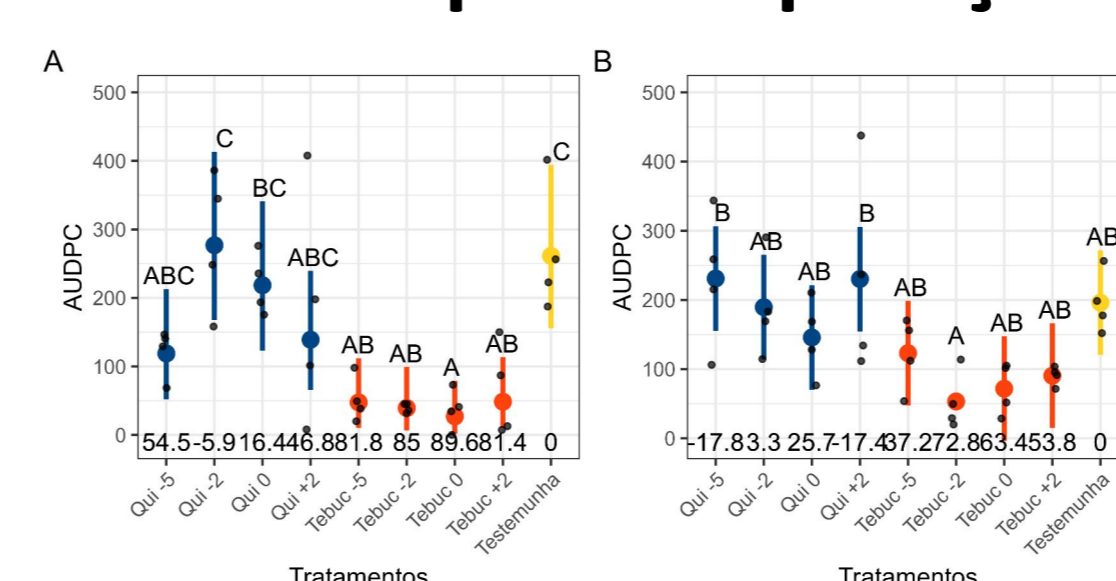 A
B
500
400
300
200
100
0
AUDPC
C
C
BC
ABC
ABC
AB
AB
A
AB
54.5 -5.9 16.4 46.8 81.8 85 89.6 81.4 0
Qui -5
Qui -2
Qui 0
Qui +2
Tebuc -5
Tebuc -2
Tebuc 0
Tebuc +2
Testemunha
Tratamentos
500
400
300
200
100
0
AUDPC
B
AB
AB
B
AB
A
AB
AB
AB
-17.8 3.3 25.7 -17.4 37.2 72.8 63.4 53.8 0
Qui -5
Qui -2
Qui 0
Qui +2
Tebuc -5
Tebuc -2
Tebuc 0
Tebuc +2
Testemunha
Tratamentos